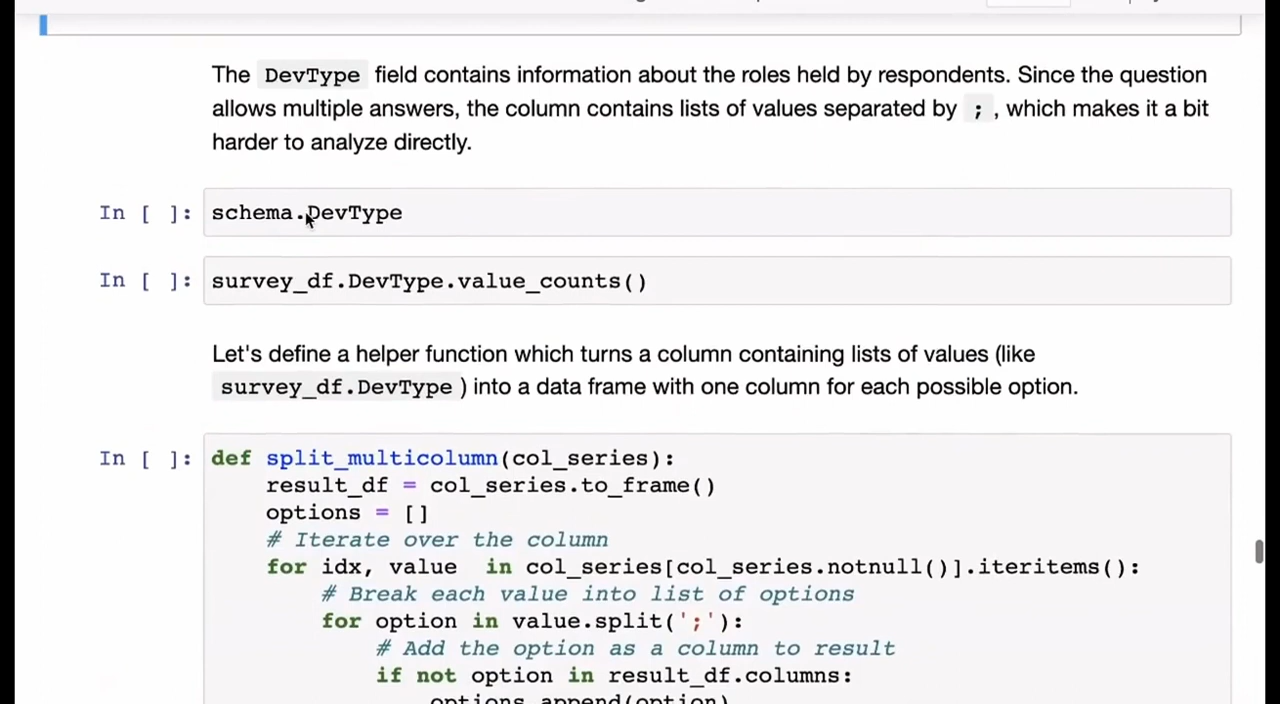 The DevType field contains information about the roles held by respondents. Since the question
allows multiple answers, the column contains lists of values separated by ; , which makes it a bit
harder to analyze directly.
In [ ]: schema.DevType
In [ ]: survey_df.DevType.value_counts()
Let's define a helper function which turns a column containing lists of values (like
survey_df.DevType ) into a data frame with one column for each possible option.
In [ ]: def split_multicolumn(col_series):
result_df = col_series.to_frame()
options = []
# Iterate over the column
for idx, value  in col_series[col_series.notnull()].iteritems():
# Break each value into list of options
for option in value.split(';'):
# Add the option as a column to result
if not option in result_df.columns:
options.append(option)